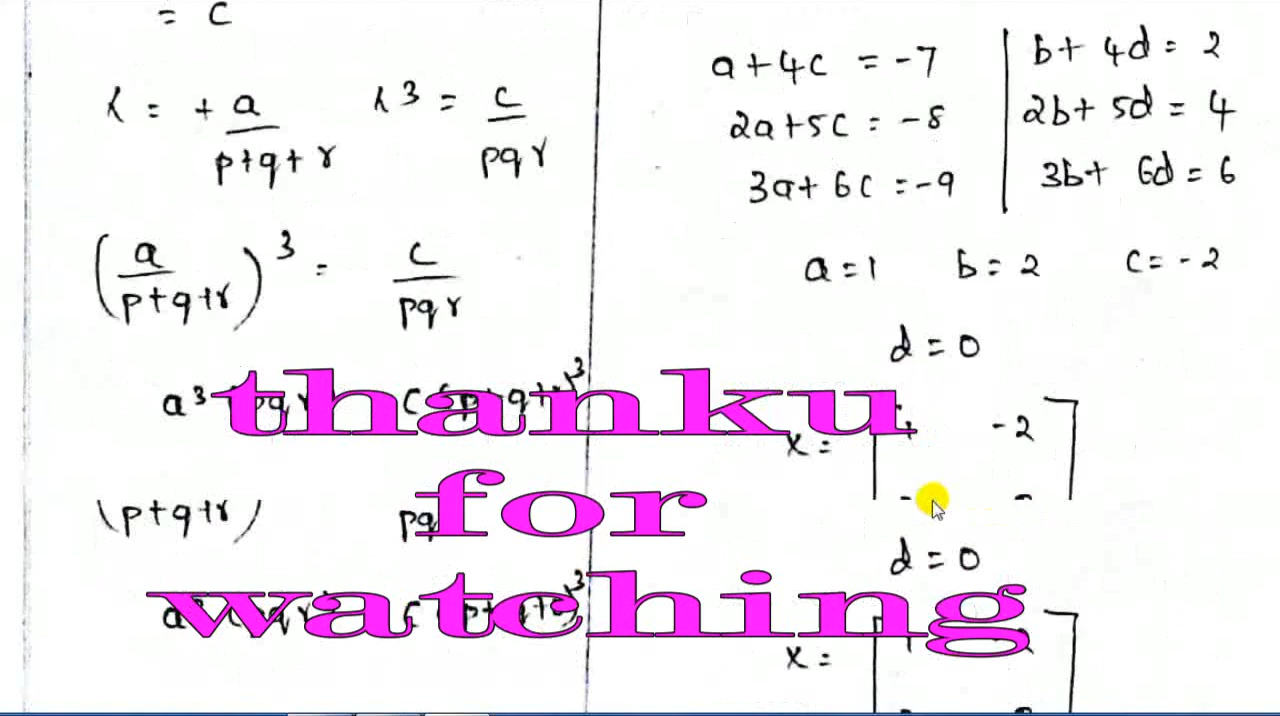 = c
λ = + a / p+q+r    λ³ = c / pqr
(a / p+q+r)³ = c / pqr
a³        c
(p+q+r)    pq
a + 4c = -7
2a + 5c = -8
3a + 6c = -9
b + 4d = 2
2b + 5d = 4
3b + 6d = 6
a = 1    b = 2    c = -2
d = 0
x = [ 1    -2 ]
d = 0
x =
thanku
for
watching